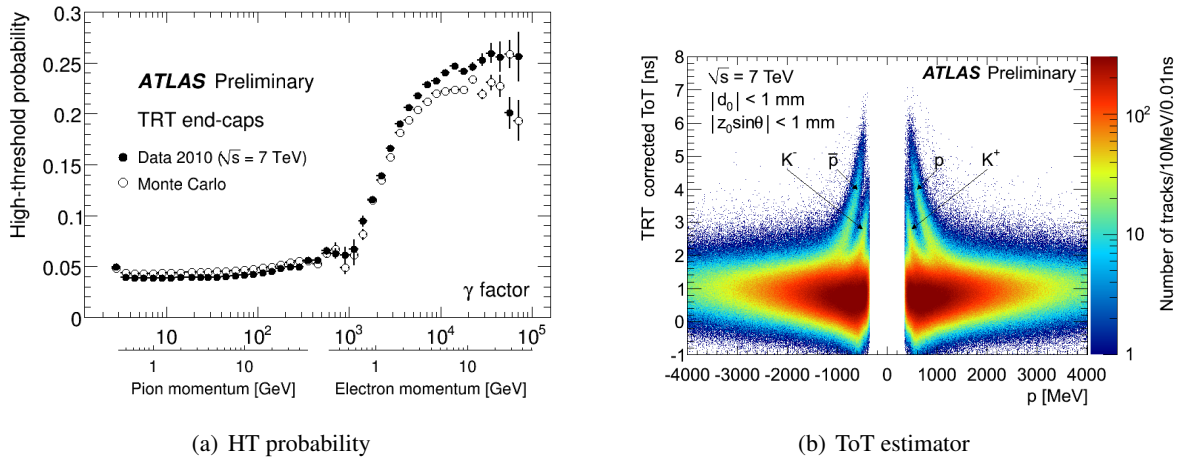 High-threshold probability
0.3
0.25
0.2
0.15
0.1
0.05
0
ATLAS Preliminary
TRT end-caps
Data 2010 (√s = 7 TeV)
Monte Carlo
γ factor
10 10² 10³ 10⁴ 10⁵
1 10 1 10
Pion momentum [GeV] Electron momentum [GeV]
(a) HT probability
TRT corrected ToT [ns]
8
7
6
5
4
3
2
1
0
-1
√s = 7 TeV
|d₀| < 1 mm
|z₀sinθ| < 1 mm
ATLAS Preliminary
K⁻ p̄ p K⁺
-4000 -3000 -2000 -1000 0 1000 2000 3000 4000
p [MeV]
10²
10
1
Number of tracks/10MeV/0.01ns
(b) ToT estimator